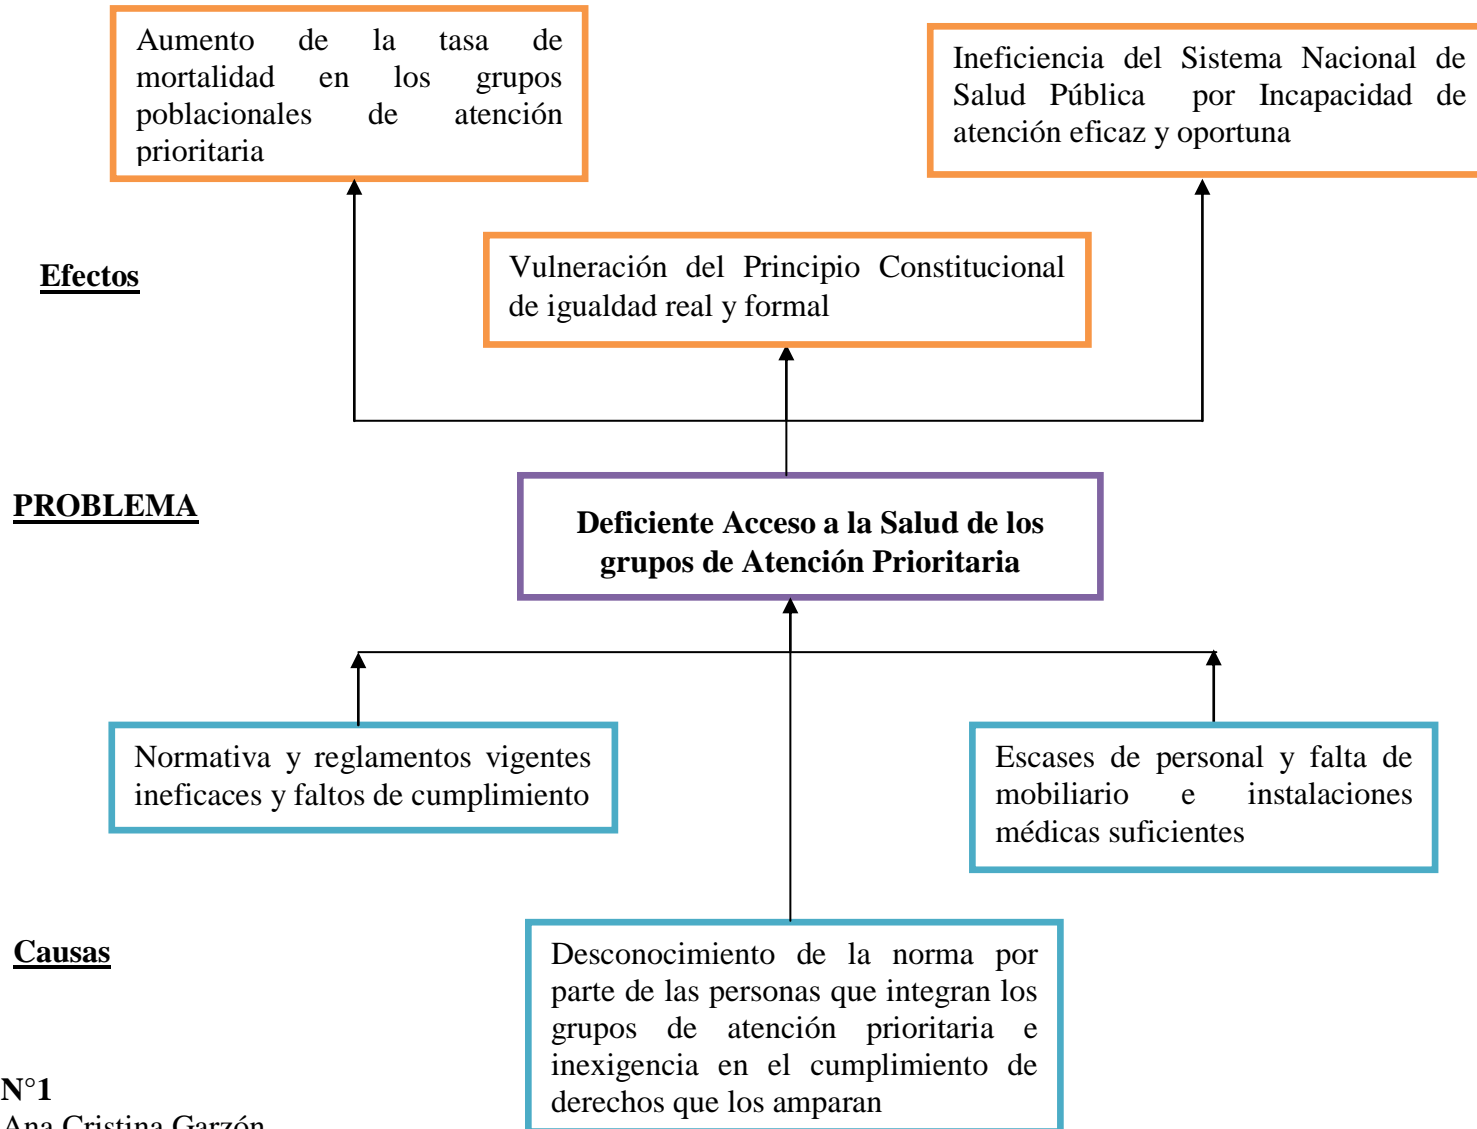 Aumento de la tasa de
mortalidad en los grupos
poblacionales de atención
prioritaria
Ineficiencia del Sistema Nacional de
Salud Pública por Incapacidad de
atención eficaz y oportuna
Efectos
Vulneración del Principio Constitucional
de igualdad real y formal
PROBLEMA
Deficiente Acceso a la Salud de los
grupos de Atención Prioritaria
Normativa y reglamentos vigentes
ineficaces y faltos de cumplimiento
Escases de personal y falta de
mobiliario e instalaciones
médicas suficientes
Causas
Desconocimiento de la norma por
parte de las personas que integran los
grupos de atención prioritaria e
inexigencia en el cumplimiento de
derechos que los amparan
N°1
Ana Cristina Garzón